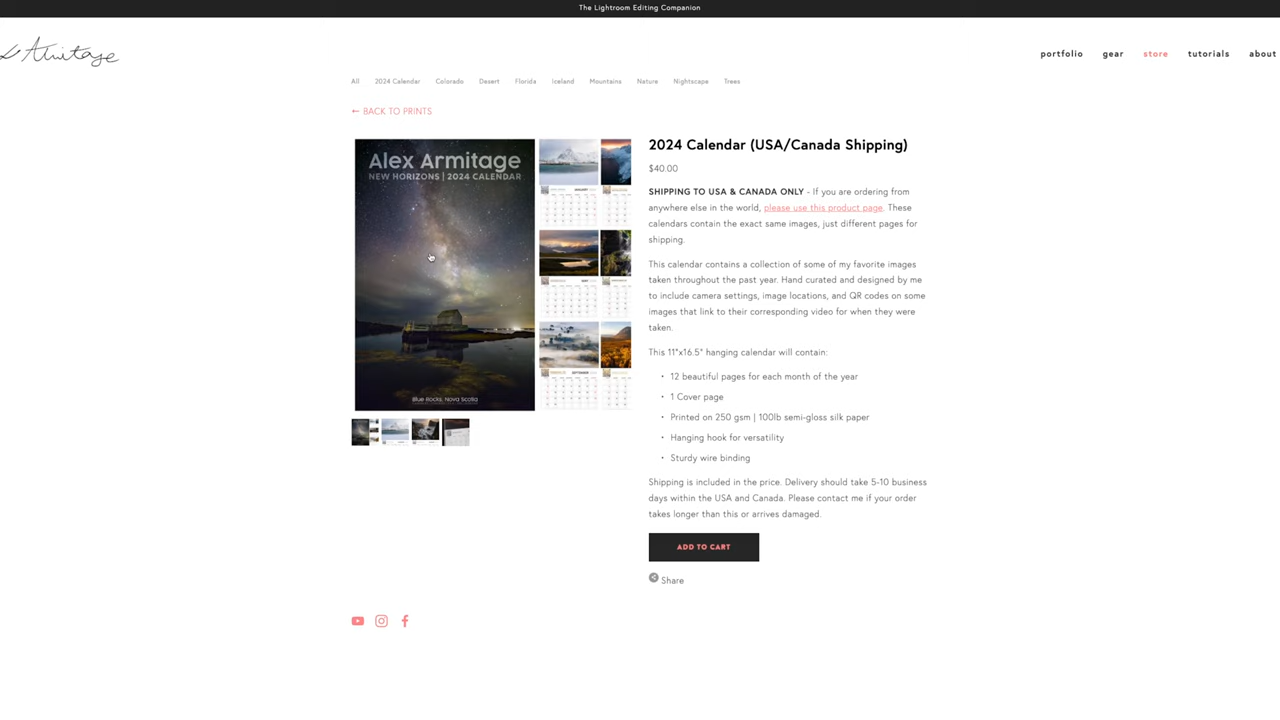 The Lightroom Editing Companion
Armitage
portfolio gear store tutorials about
All 2024 Calendar Colorado Desert Florida Iceland Mountains Nature Nightscape Trees
← BACK TO PRINTS
Alex Armitage
NEW HORIZONS | 2024 CALENDAR
Blue Rocks, Nova Scotia
2024 Calendar (USA/Canada Shipping)
$40.00
SHIPPING TO USA & CANADA ONLY - If you are ordering from
anywhere else in the world, please use this product page. These
calendars contain the exact same images, just different pages for
shipping.
This calendar contains a collection of some of my favorite images
taken throughout the past year. Hand curated and designed by me
to include camera settings, image locations, and QR codes on some
images that link to their corresponding video for when they were
taken.
This 11"x16.5" hanging calendar will contain:
• 12 beautiful pages for each month of the year
• 1 Cover page
• Printed on 250 gsm | 100lb semi-gloss silk paper
• Hanging hook for versatility
• Sturdy wire binding
Shipping is included in the price. Delivery should take 5-10 business
days within the USA and Canada. Please contact me if your order
takes longer than this or arrives damaged.
ADD TO CART
Share